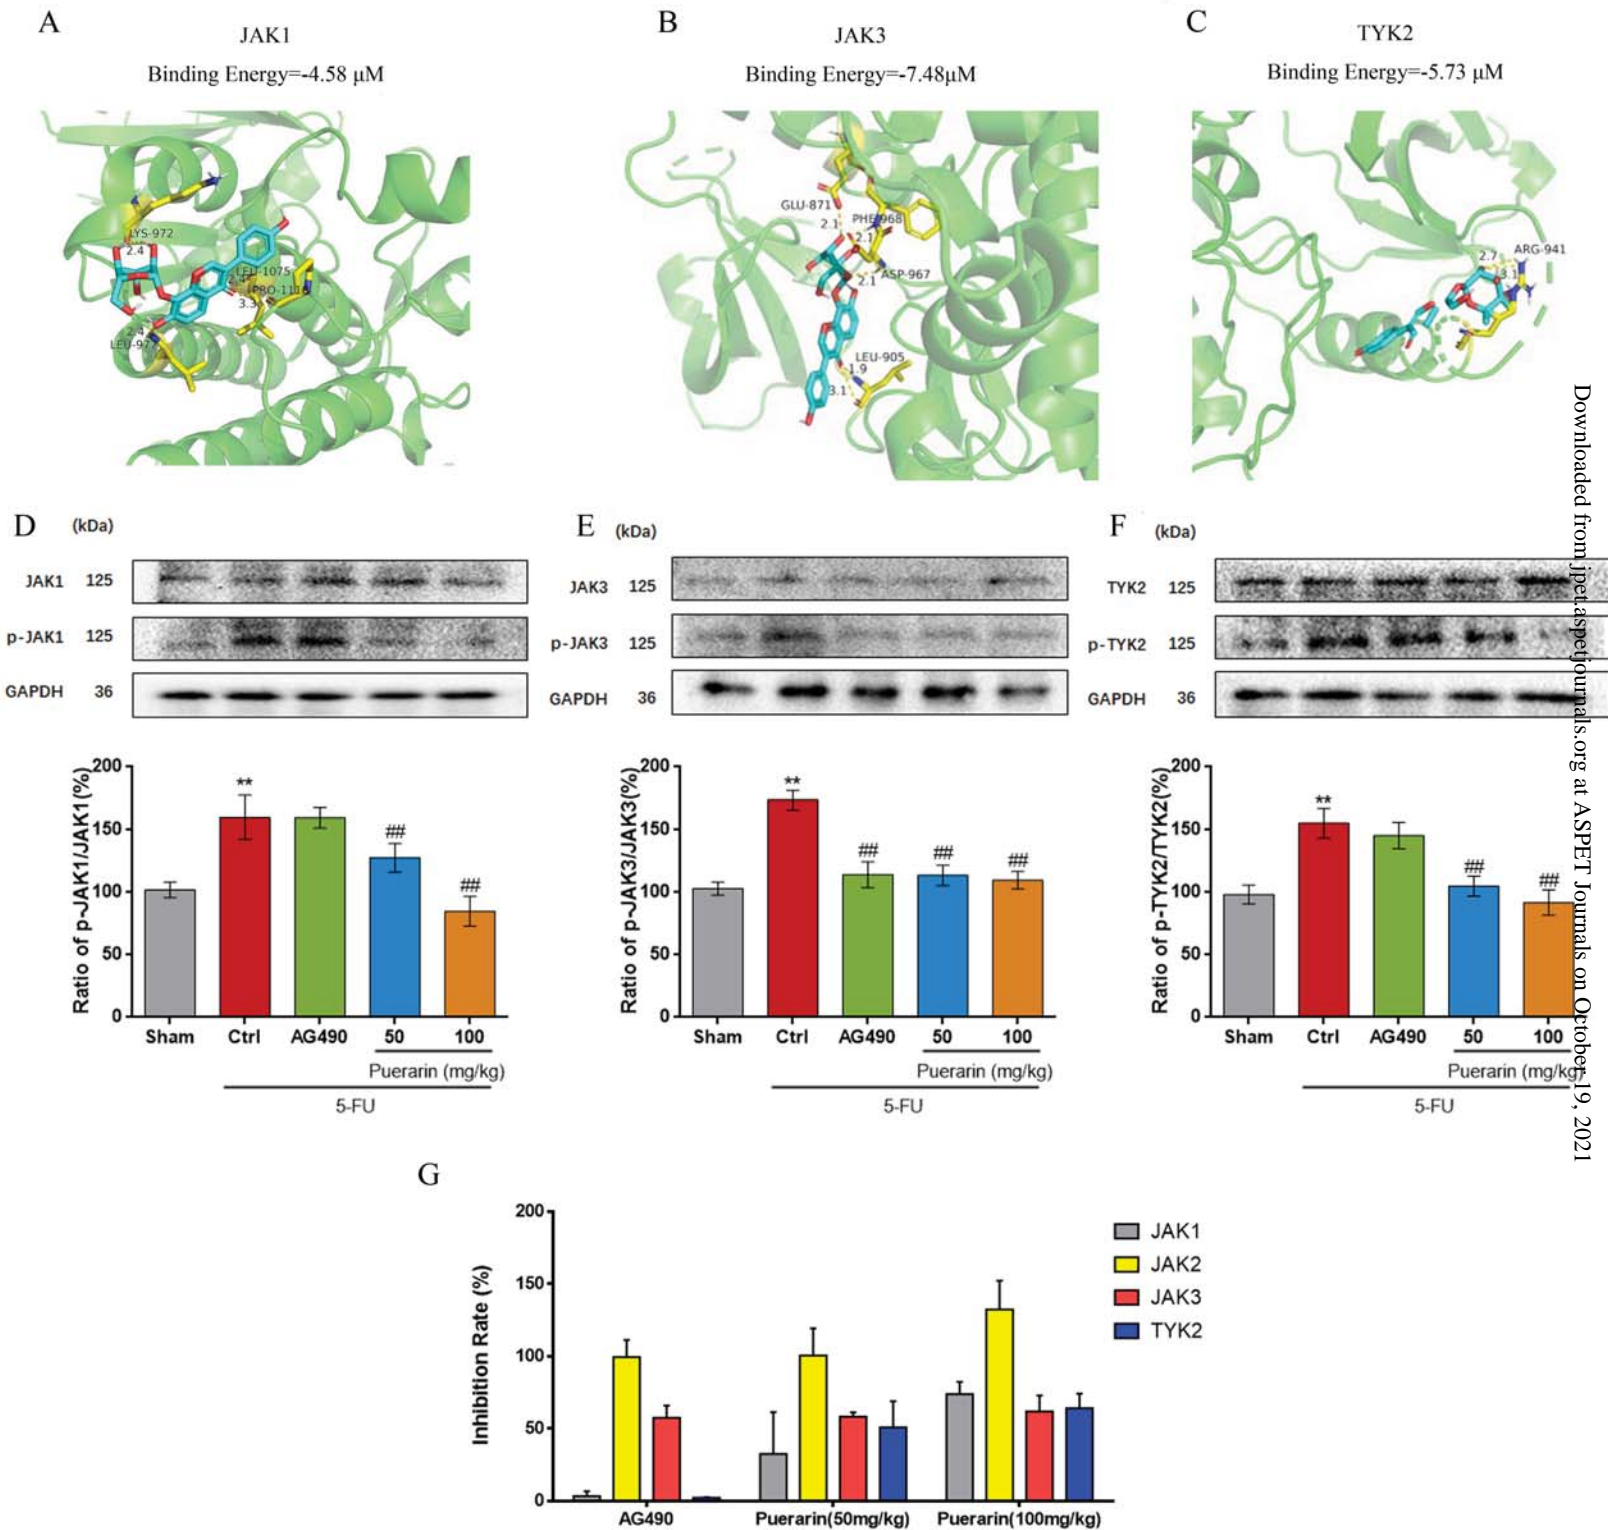 A
JAK1
Binding Energy=-4.58 μM
B
JAK3
Binding Energy=-7.48μM
C
TYK2
Binding Energy=-5.73 μM
LYS-972
2.4
LEU-1075
2.4
3.3
2.4
GLU-871
2.1
PHE-968
2.1
ASP-967
2.1
LEU-905
1.9
3.1
2.7
ARG-941
3.1
D
(kDa)
JAK1 125
p-JAK1 125
GAPDH 36
E
(kDa)
JAK3 125
p-JAK3 125
GAPDH 36
F
(kDa)
TYK2 125
p-TYK2 125
GAPDH 36
Ratio of p-JAK1/JAK1(%)
200
150
100
50
0
**
##
##
Sham Ctrl AG490 50 100
Puerarin (mg/kg)
5-FU
Ratio of p-JAK3/JAK3(%)
200
150
100
50
0
**
##
##
##
Sham Ctrl AG490 50 100
Puerarin (mg/kg)
5-FU
Ratio of p-TYK2/TYK2(%)
200
150
100
50
0
**
##
##
Sham Ctrl AG490 50 100
Puerarin (mg/kg)
5-FU
G
Inhibition Rate (%)
200
150
100
50
0
AG490 Puerarin(50mg/kg) Puerarin(100mg/kg)
JAK1
JAK2
JAK3
TYK2
Downloaded from jpet.aspetjournals.org at ASPET Journals on October 19, 2021